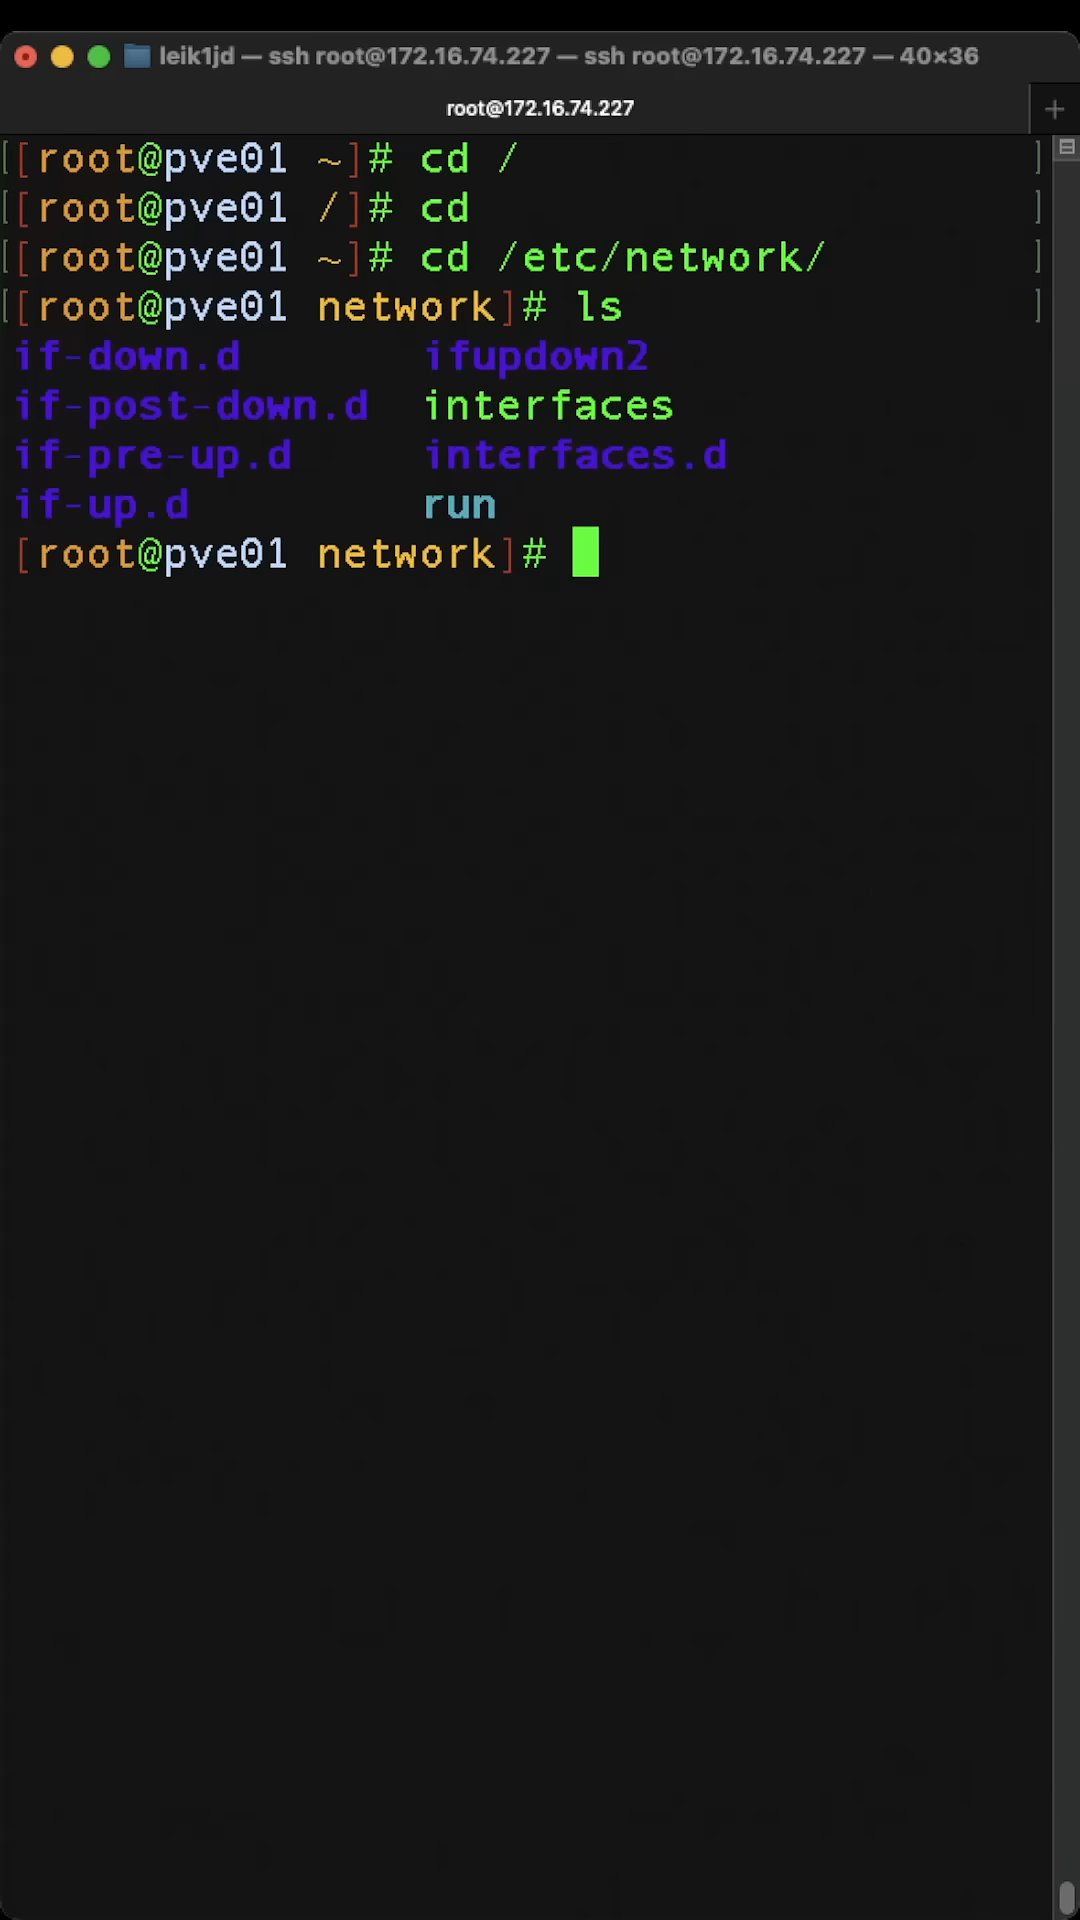 leik1jd — ssh root@172.16.74.227 — ssh root@172.16.74.227 — 40×36
root@172.16.74.227 +
[[root@pve01 ~]# cd / ]
[[root@pve01 /]# cd ]
[[root@pve01 ~]# cd /etc/network/ ]
[[root@pve01 network]# ls ]
if-down.d ifupdown2
if-post-down.d interfaces
if-pre-up.d interfaces.d
if-up.d run
[root@pve01 network]#